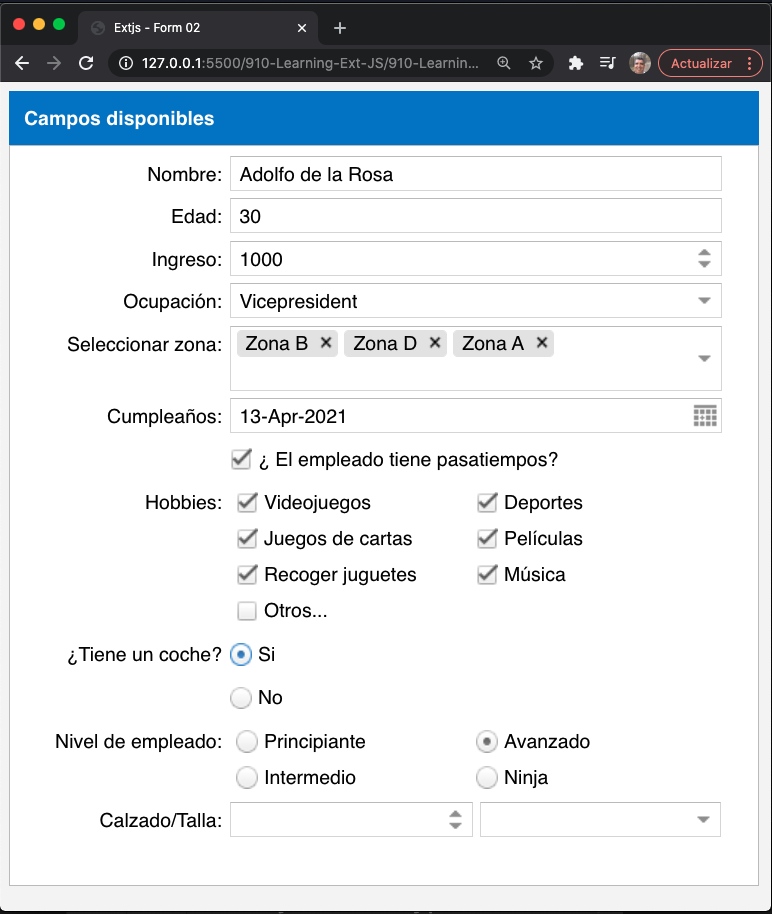 Extjs - Form 02
127.0.0.1:5500/910-Learning-Ext-JS/910-Learnin...
Actualizar
Campos disponibles
Nombre: Adolfo de la Rosa
Edad: 30
Ingreso: 1000
Ocupación: Vicepresident
Seleccionar zona: Zona B Zona D Zona A
Cumpleaños: 13-Apr-2021
¿ El empleado tiene pasatiempos?
Hobbies: Videojuegos Deportes
Juegos de cartas Películas
Recoger juguetes Música
Otros...
¿Tiene un coche? Si
No
Nivel de empleado: Principiante Avanzado
Intermedio Ninja
Calzado/Talla: